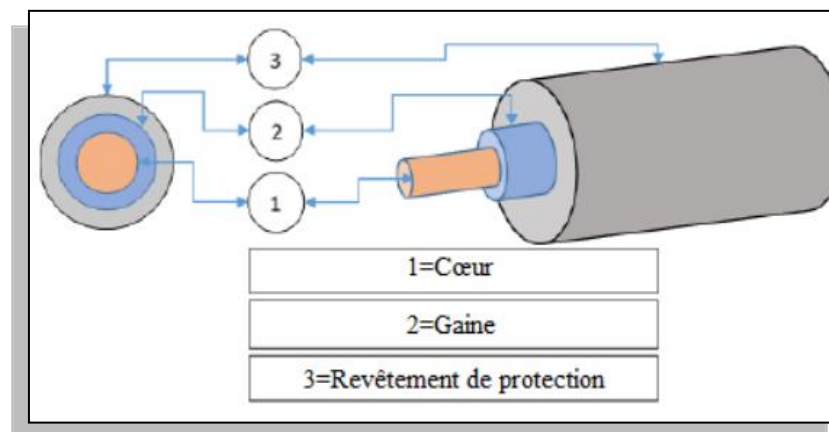 3
2
1
1=Cœur
2=Gaine
3=Revêtement de protection